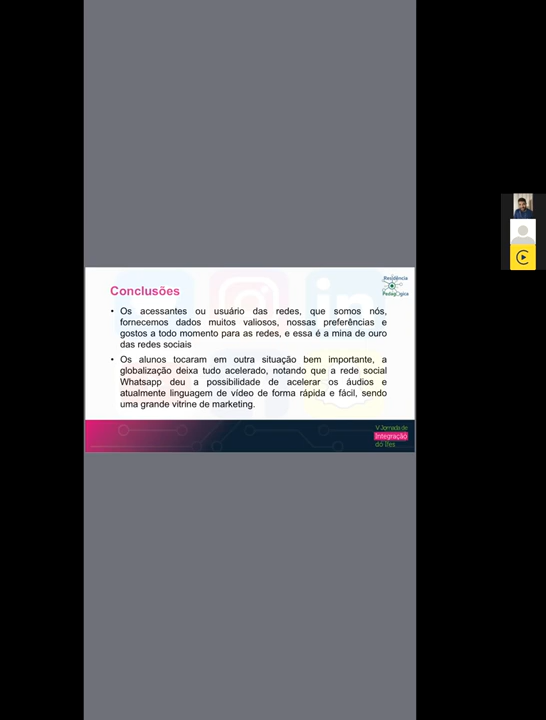 Residência
Pedagógica
Conclusões
• Os acessantes ou usuário das redes, que somos nós,
fornecemos dados muitos valiosos, nossas preferências e
gostos a todo momento para as redes, e essa é a mina de ouro
das redes sociais
• Os alunos tocaram em outra situação bem importante, a
globalização deixa tudo acelerado, notando que a rede social
Whatsapp deu a possibilidade de acelerar os áudios e
atualmente linguagem de vídeo de forma rápida e fácil, sendo
uma grande vitrine de marketing.
V Jornada de
Integração
do Ifes